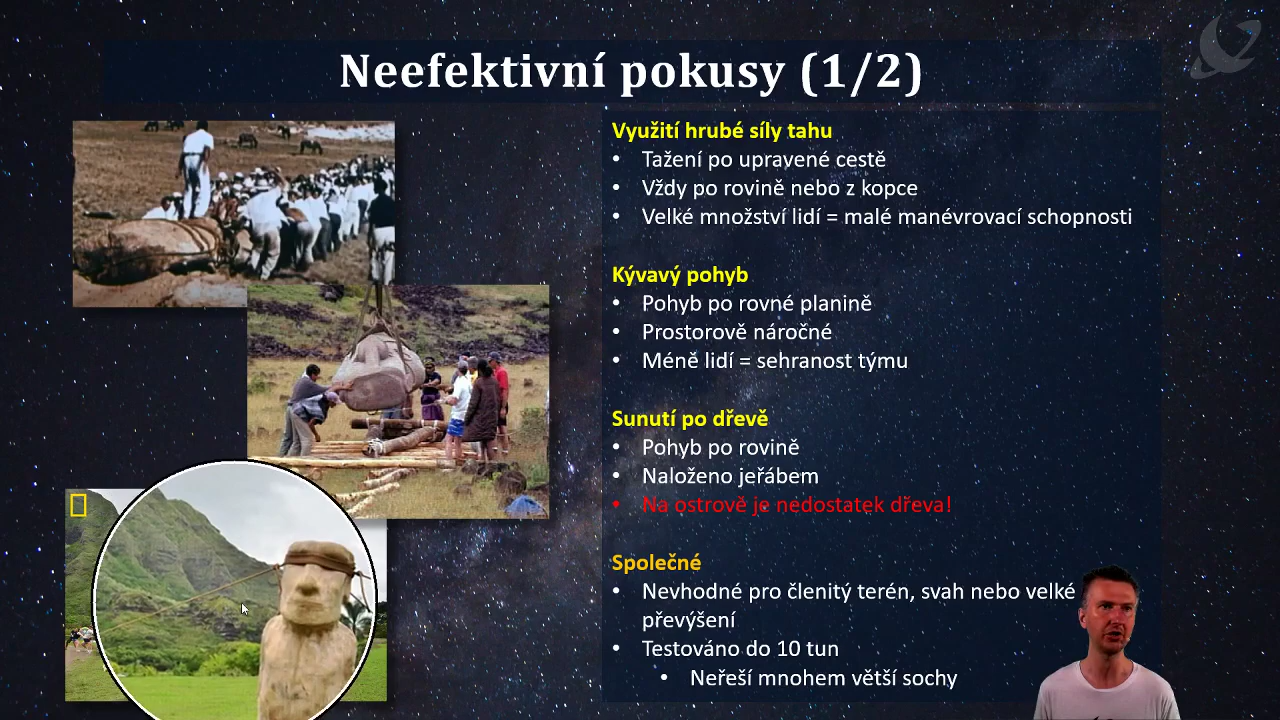 Neefektivní pokusy (1/2)
Využití hrubé síly tahu
• Tažení po upravené cestě
• Vždy po rovině nebo z kopce
• Velké množství lidí = malé manévrovací schopnosti
Kývavý pohyb
• Pohyb po rovné planině
• Prostorově náročné
• Méně lidí = sehranost týmu
Sunutí po dřevě
• Pohyb po rovině
• Naloženo jeřábem
• Na ostrově je nedostatek dřeva!
Společné
• Nevhodné pro členitý terén, svah nebo velké
převýšení
• Testováno do 10 tun
• Neřeší mnohem větší sochy